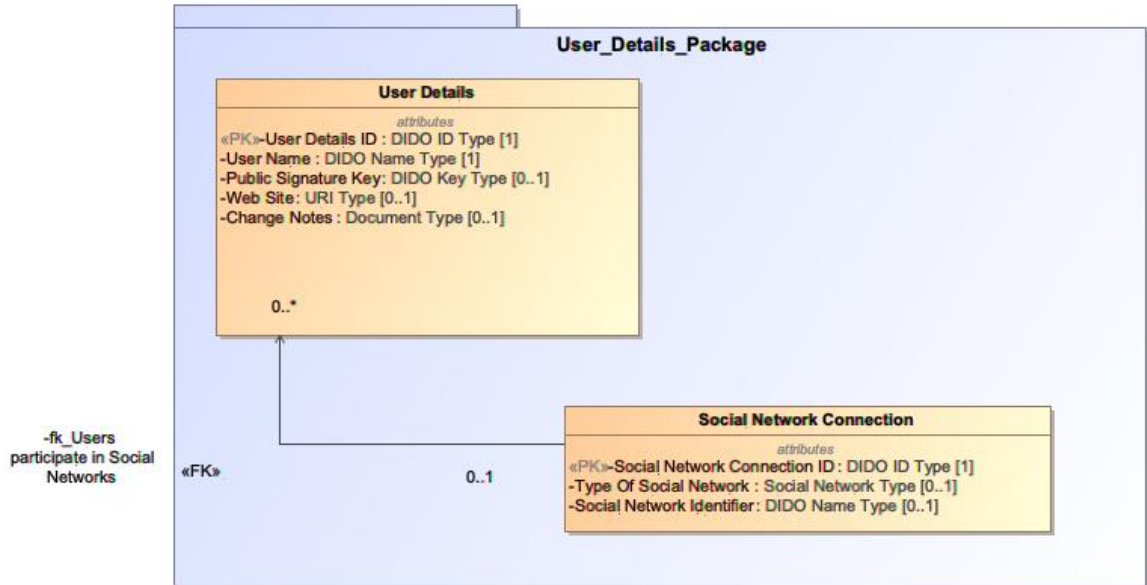 User_Details_Package
User Details
attributes
«PK»-User Details ID : DIDO ID Type [1]
-User Name : DIDO Name Type [1]
-Public Signature Key: DIDO Key Type [0..1]
-Web Site: URI Type [0..1]
-Change Notes : Document Type [0..1]
0..*
Social Network Connection
attributes
«PK»-Social Network Connection ID : DIDO ID Type [1]
-Type Of Social Network : Social Network Type [0..1]
-Social Network Identifier: DIDO Name Type [0..1]
-fk_Users
participate in Social
Networks
«FK»
0..1